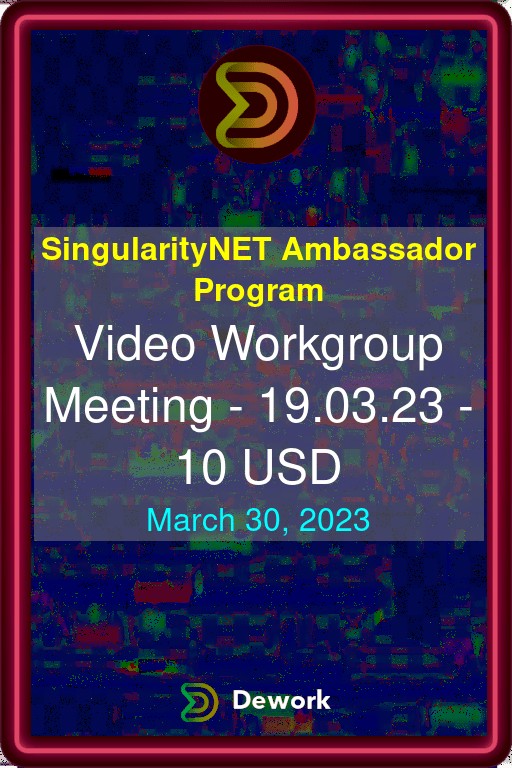 SingularityNET Ambassador
Program
Video Workgroup
Meeting - 19.03.23 -
10 USD
March 30, 2023
Dework